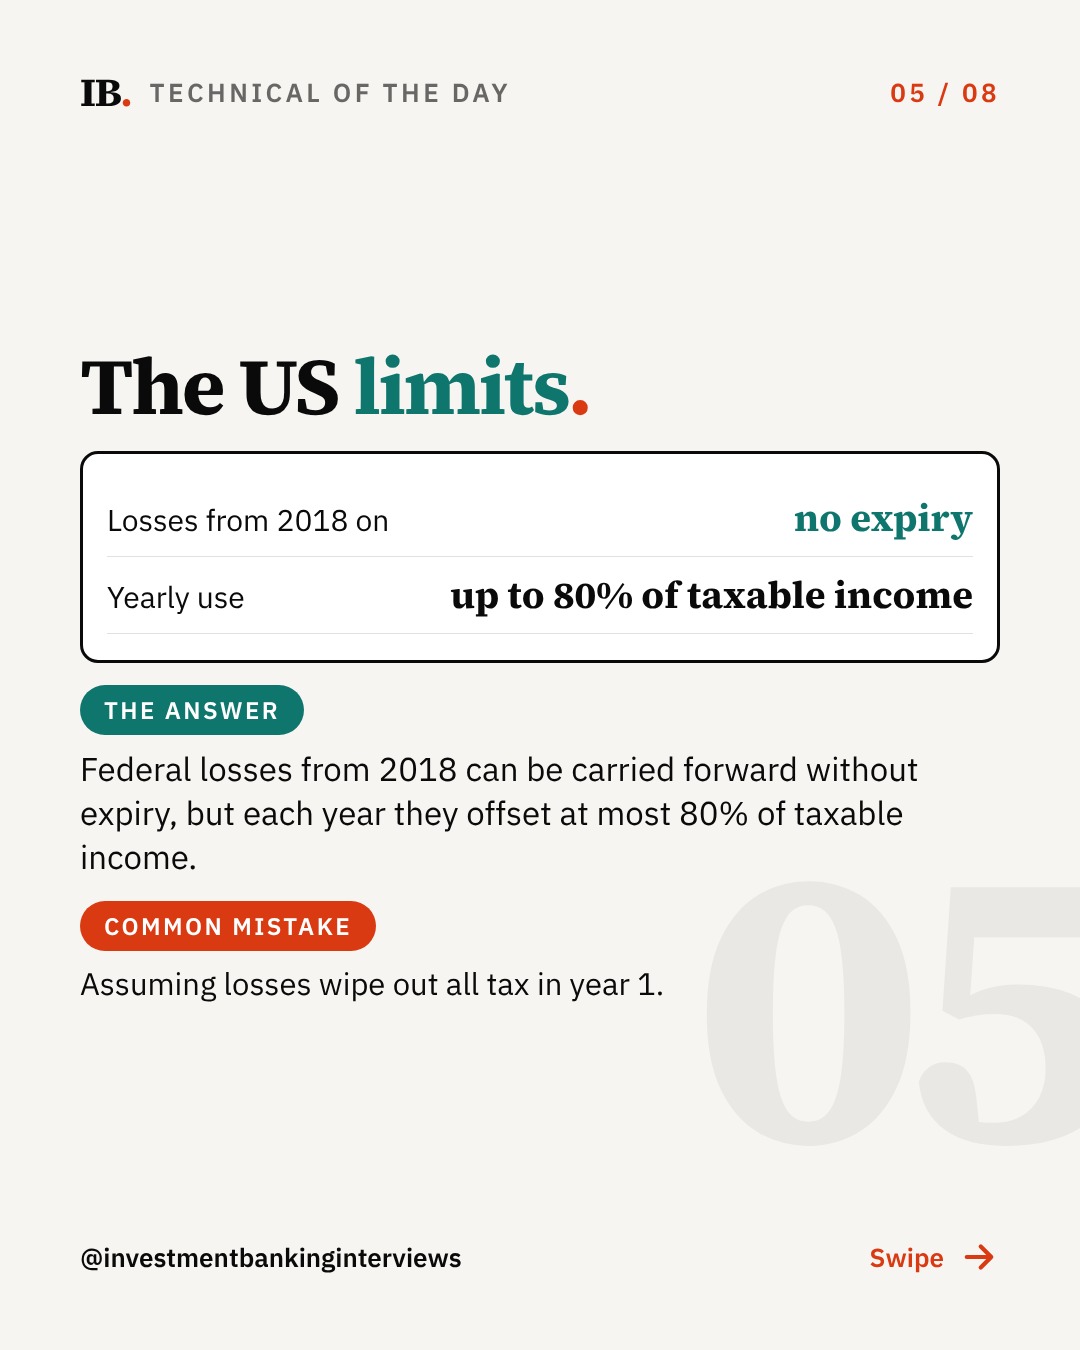 IB. TECHNICAL OF THE DAY 05 / 08
The US limits.
Losses from 2018 on no expiry
Yearly use up to 80% of taxable income
THE ANSWER
Federal losses from 2018 can be carried forward without
expiry, but each year they offset at most 80% of taxable
income.
COMMON MISTAKE
Assuming losses wipe out all tax in year 1.
05
@investmentbankinginterviews Swipe →